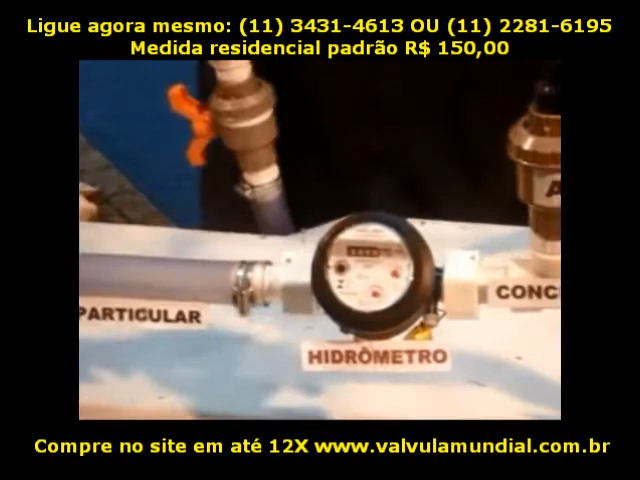 Ligue agora mesmo: (11) 3431-4613 OU (11) 2281-6195
Medida residencial padrão R$ 150,00
PARTICULAR
HIDRÔMETRO
Compre no site em até 12X www.valvulamundial.com.br